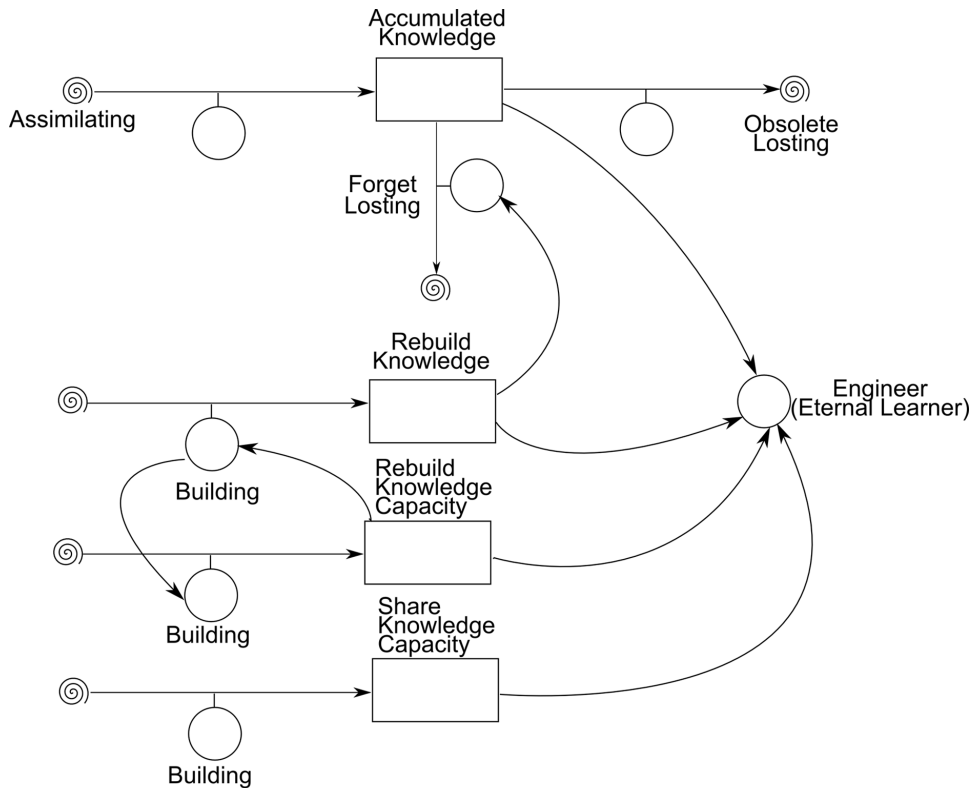 Accumulated
Knowledge
Assimilating
Obsolete
Losting
Forget
Losting
Rebuild
Knowledge
Engineer
(Eternal Learner)
Building
Rebuild
Knowledge
Capacity
Building
Share
Knowledge
Capacity
Building